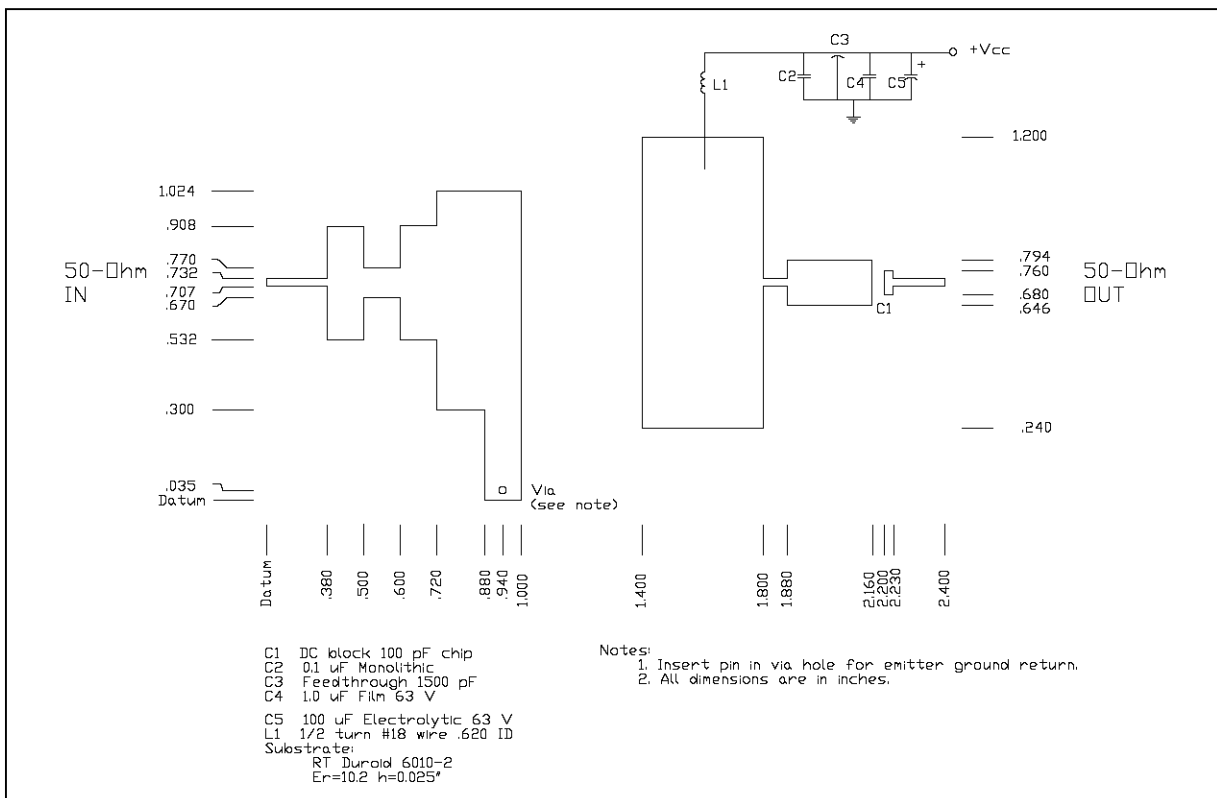 C3
+Vcc
L1
C2
C4
C5
+
1.200
1.024
.908
.770
.732
50-Ohm
IN
.707
.670
.532
.300
.035
Datum
Via
(see note)
.794
.760
50-Ohm
OUT
.680
.646
C1
.240
Datum
.380
.500
.600
.720
.880
.940
1.000
1.400
1.800
1.880
2.160
2.200
2.230
2.400
C1 DC block 100 pF chip
C2 0.1 uF Monolithic
C3 Feedthrough 1500 pF
C4 1.0 uF Film 63 V
C5 100 uF Electrolytic 63 V
L1 1/2 turn #18 wire .620 ID
Substrate:
RT Duroid 6010-2
Er=10.2 h=0.025"
Notes:
1. Insert pin in via hole for emitter ground return.
2. All dimensions are in inches.